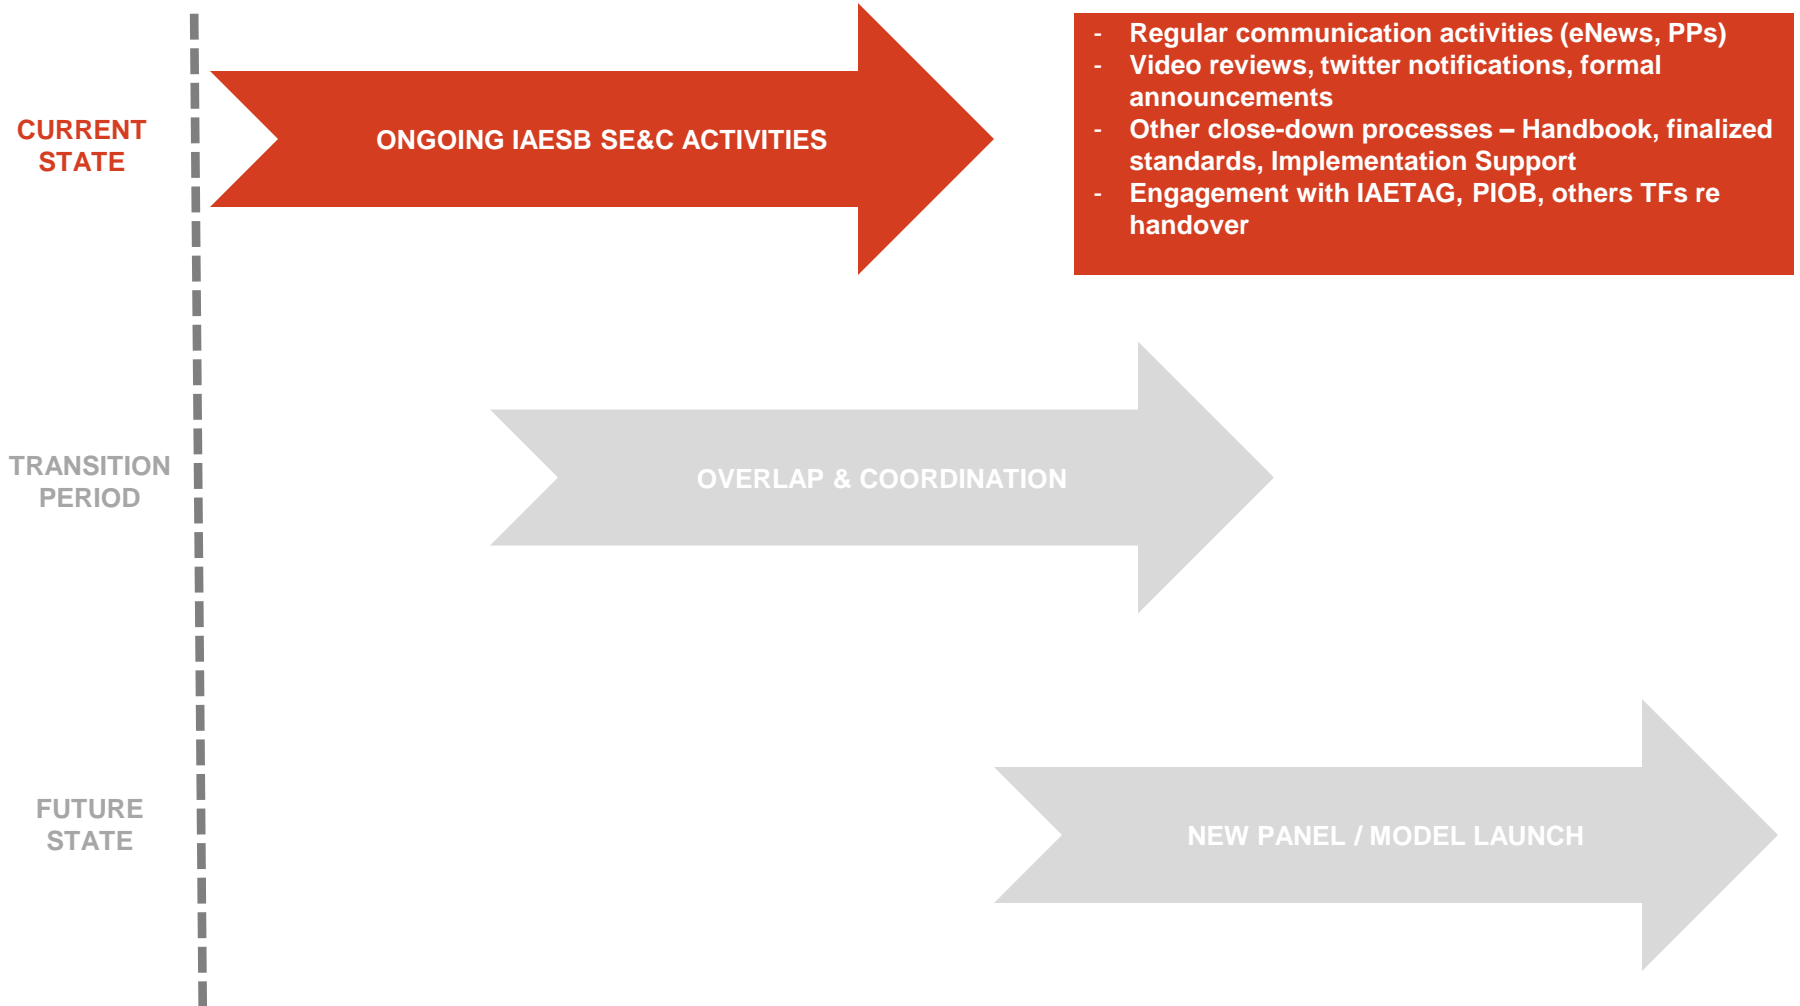 CURRENT
STATE
ONGOING IAESB SE&C ACTIVITIES
- Regular communication activities (eNews, PPs)
- Video reviews, twitter notifications, formal
announcements
- Other close-down processes – Handbook, finalized
standards, Implementation Support
- Engagement with IAETAG, PIOB, others TFs re
handover
TRANSITION
PERIOD
OVERLAP & COORDINATION
FUTURE
STATE
NEW PANEL / MODEL LAUNCH